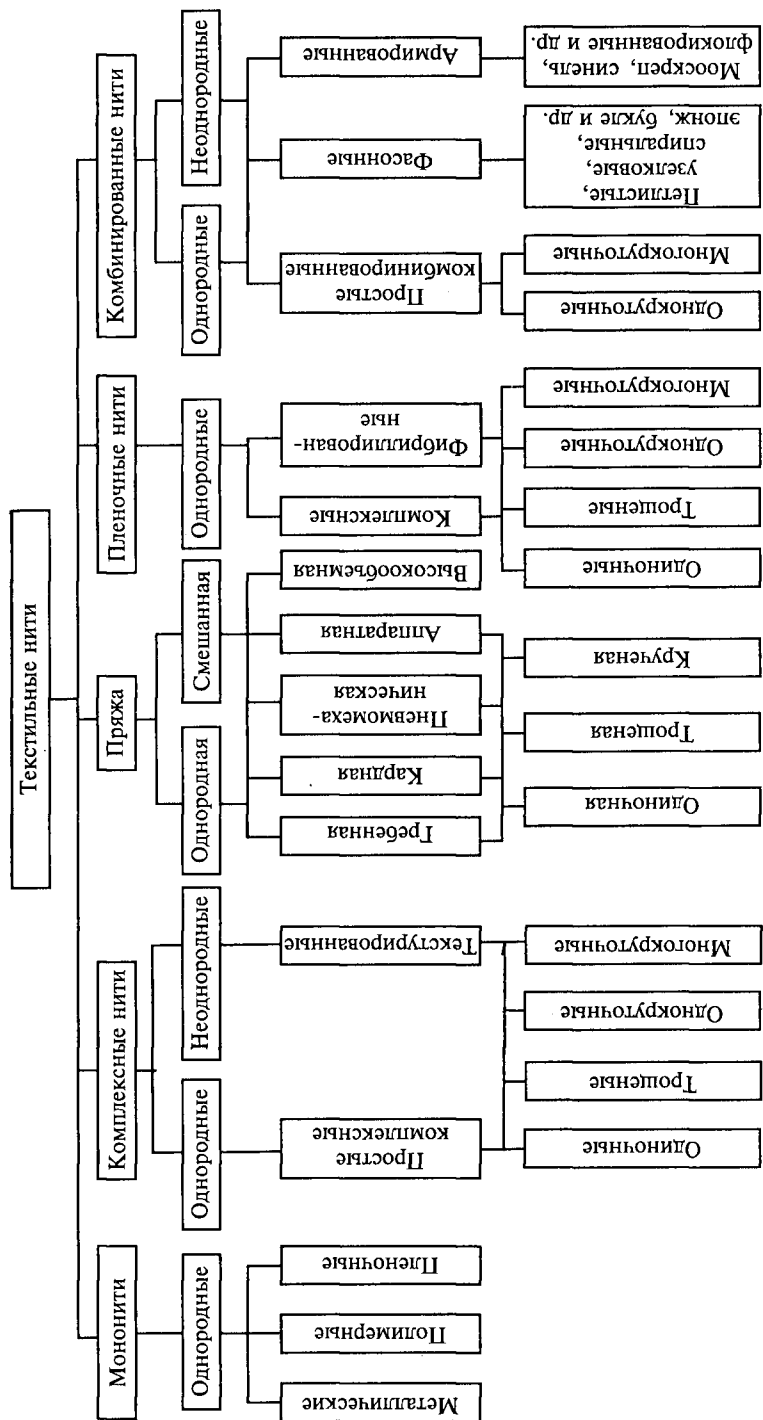 Текстильные нити
Мононити
Комплексные нити
Пряжа
Пленочные нити
Комбинированные нити
Однородные
Однородные
Неоднородные
Однородная
Смешанная
Однородные
Однородные
Неоднородные
Металлические
Полимерные
Пленочные
Простые
комплексные
Текстурированные
Гребенная
Кардная
Пневмомеха-
ническая
Аппаратная
Высокообъемная
Комплексные
Фибриллирован-
ные
Простые
комбинированные
Фасонные
Армированные
Одиночные
Трощеные
Однокруточные
Многокруточные
Одиночная
Трощеная
Крученая
Одиночные
Трощеные
Однокруточные
Многокруточные
Однокруточные
Многокруточные
Петлистые,
узелковые,
спиральные,
эпонж, букле и др.
Мооскреп, синель,
флокированные и др.